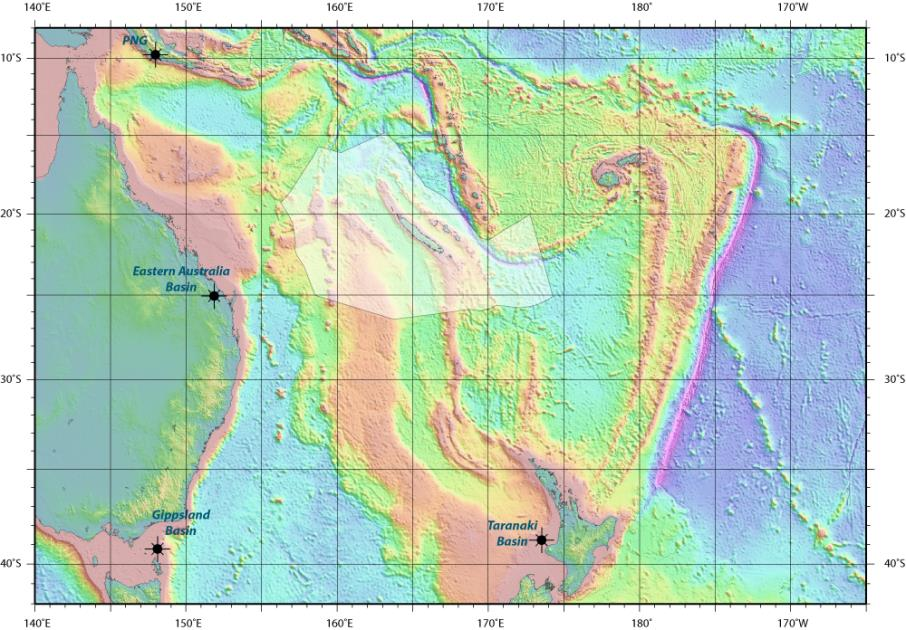 140°E 150°E 160°E 170°E 180° 170°W
PNG
10°S 10°S
20°S 20°S
Eastern Australia
Basin
30°S 30°S
Gippsland
Basin
Taranaki
Basin
40°S 40°S
140°E 150°E 160°E 170°E 180° 170°W